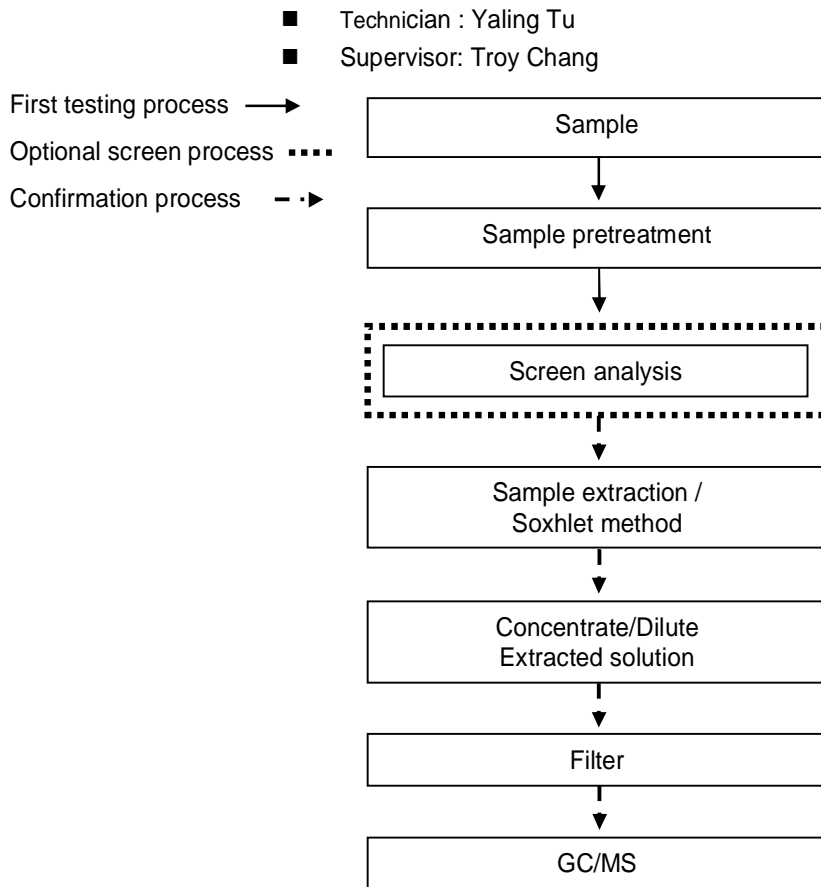 ■ Technician : Yaling Tu
■ Supervisor: Troy Chang
First testing process
Optional screen process
Confirmation process
Sample
Sample pretreatment
Screen analysis
Sample extraction /
Soxhlet method
Concentrate/Dilute
Extracted solution
Filter
GC/MS